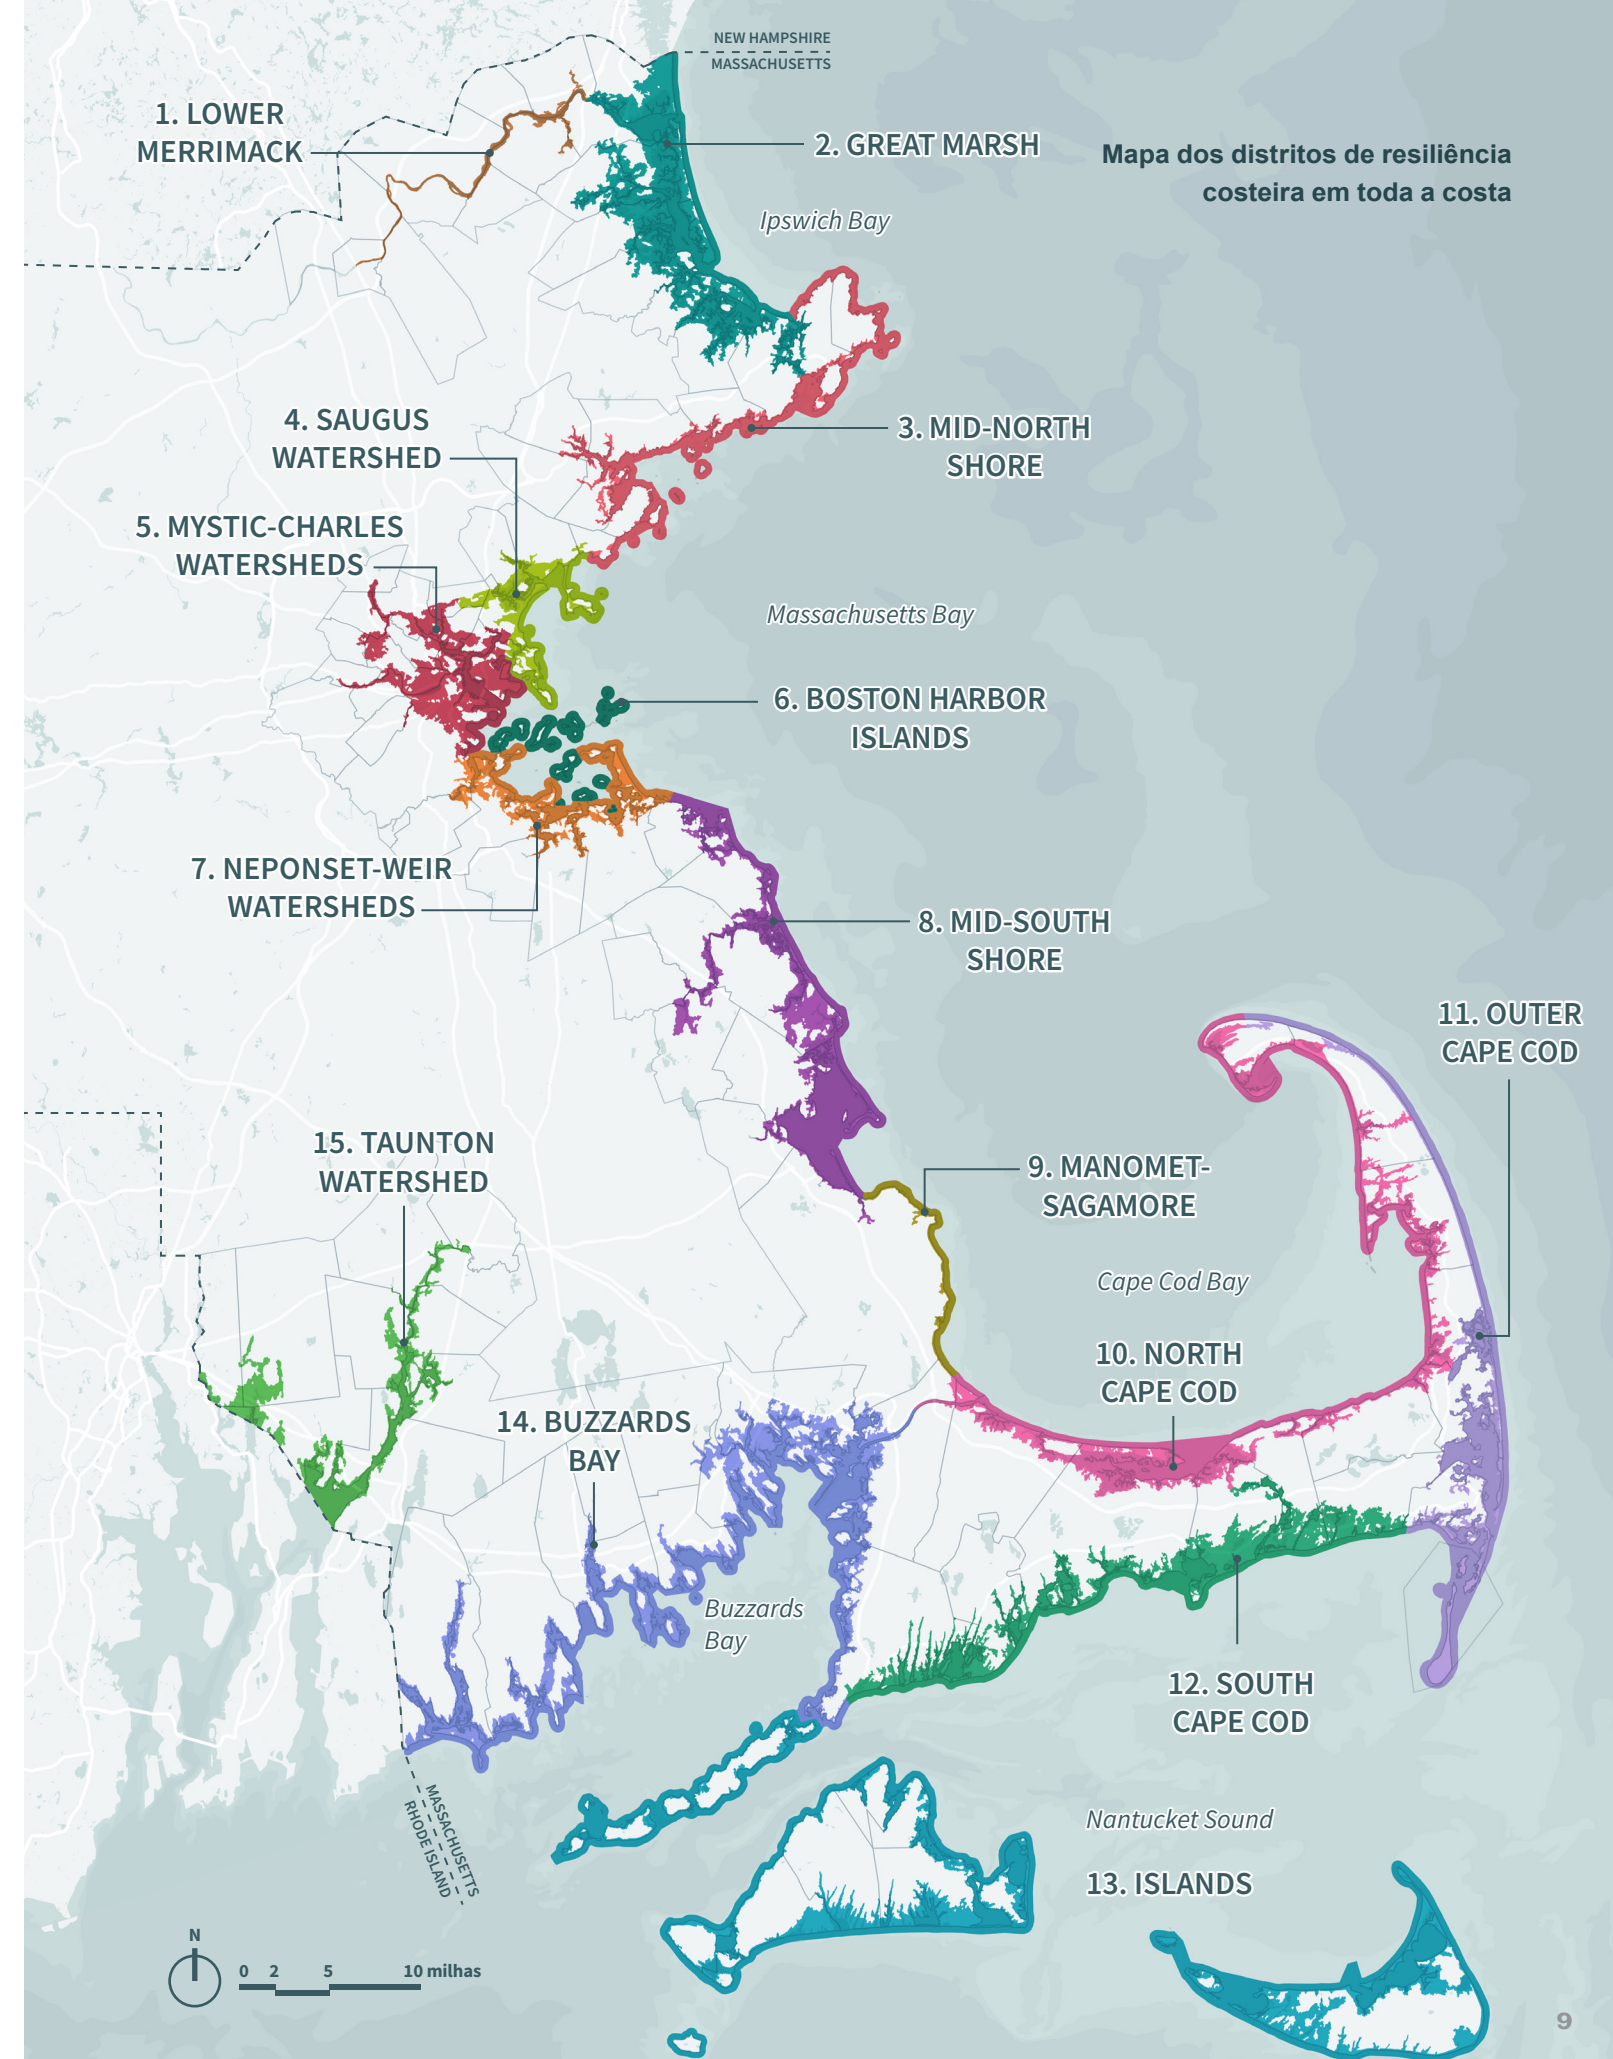 NEW HAMPSHIRE
MASSACHUSETTS
1. LOWER
MERRIMACK
2. GREAT MARSH
Mapa dos distritos de resiliência
costeira em toda a costa
Ipswich Bay
4. SAUGUS
WATERSHED
3. MID-NORTH
SHORE
5. MYSTIC-CHARLES
WATERSHEDS
Massachusetts Bay
6. BOSTON HARBOR
ISLANDS
7. NEPONSET-WEIR
WATERSHEDS
8. MID-SOUTH
SHORE
11. OUTER
CAPE COD
15. TAUNTON
WATERSHED
9. MANOMET-
SAGAMORE
Cape Cod Bay
10. NORTH
CAPE COD
14. BUZZARDS
BAY
Buzzards
Bay
12. SOUTH
CAPE COD
MASSACHUSETTS
RHODE ISLAND
Nantucket Sound
13. ISLANDS
N
0 2 5 10 milhas
9